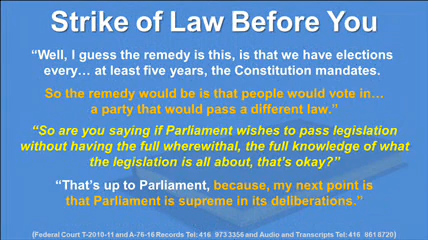 Strike of Law Before You
“Well, I guess the remedy is this, is that we have elections
every… at least five years, the Constitution mandates.
So the remedy would be is that people would vote in…
a party that would pass a different law.”
“So are you saying if Parliament wishes to pass legislation
without having the full wherewithal, the full knowledge of what
the legislation is all about, that’s okay?”
“That’s up to Parliament, because, my next point is
that Parliament is supreme in its deliberations.”
(Federal Court T-2010-11 and A-76-16 Records Tel: 416 973 3356 and Audio and Transcripts Tel: 416 861 8720)